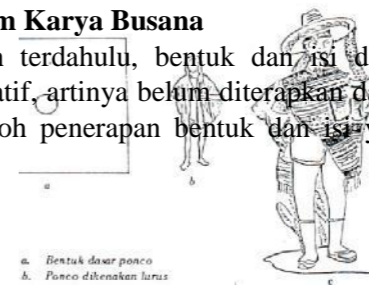 m Karya Busana
n terdahulu, bentuk dan isi d
atif, artinya belum diterapkan d
oh penerapan bentuk dan isi y
a
b
a. Bentuk dasar ponco
b. Ponco dikenakan lurus
c